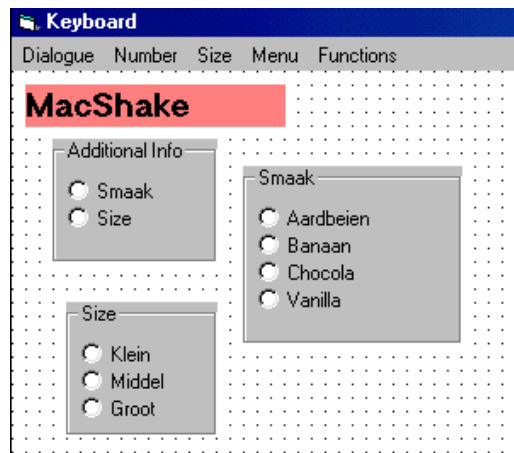 Keyboard
Dialogue Number Size Menu Functions
MacShake
Additional Info
Smaak
Size
Smaak
Aardbeien
Banaan
Chocola
Vanilla
Size
Klein
Middel
Groot